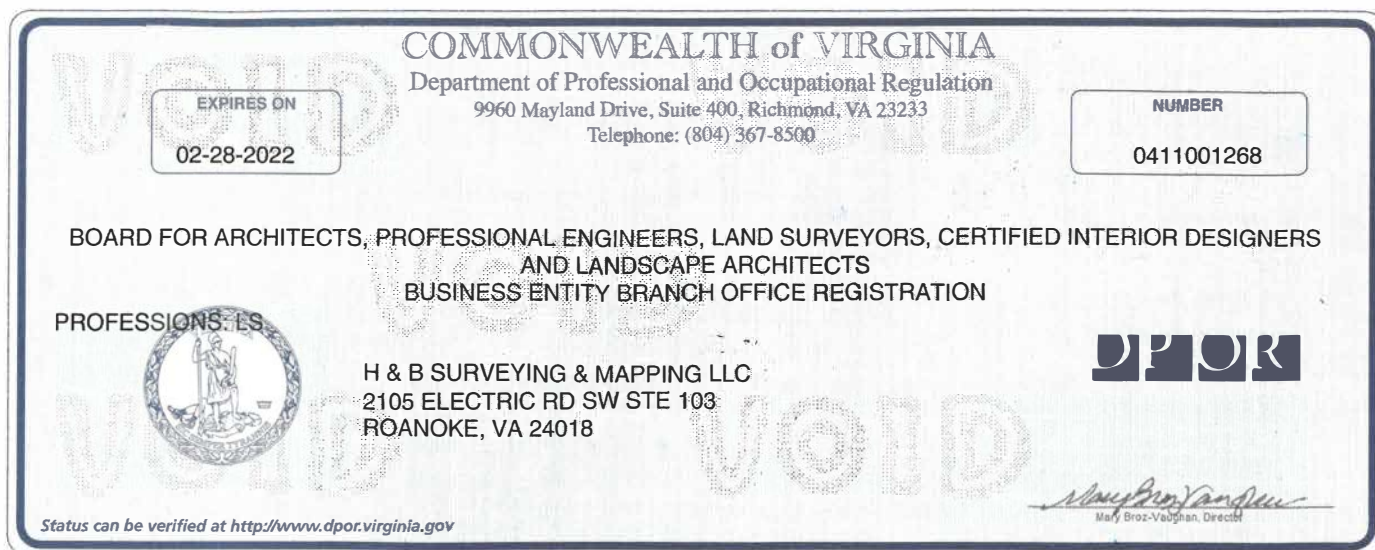 COMMONWEALTH of VIRGINIA
Department of Professional and Occupational Regulation
9960 Mayland Drive, Suite 400, Richmond, VA 23233
Telephone: (804) 367-8500
EXPIRES ON
02-28-2022
NUMBER
0411001268
BOARD FOR ARCHITECTS, PROFESSIONAL ENGINEERS, LAND SURVEYORS, CERTIFIED INTERIOR DESIGNERS
AND LANDSCAPE ARCHITECTS
BUSINESS ENTITY BRANCH OFFICE REGISTRATION
PROFESSIONS: LS
DPOR
H & B SURVEYING & MAPPING LLC
2105 ELECTRIC RD SW STE 103
ROANOKE, VA 24018
VOID
VOID
VOID
VOID
VOID
Mary Broz-Vaughan, Director
Status can be verified at http://www.dpor.virginia.gov